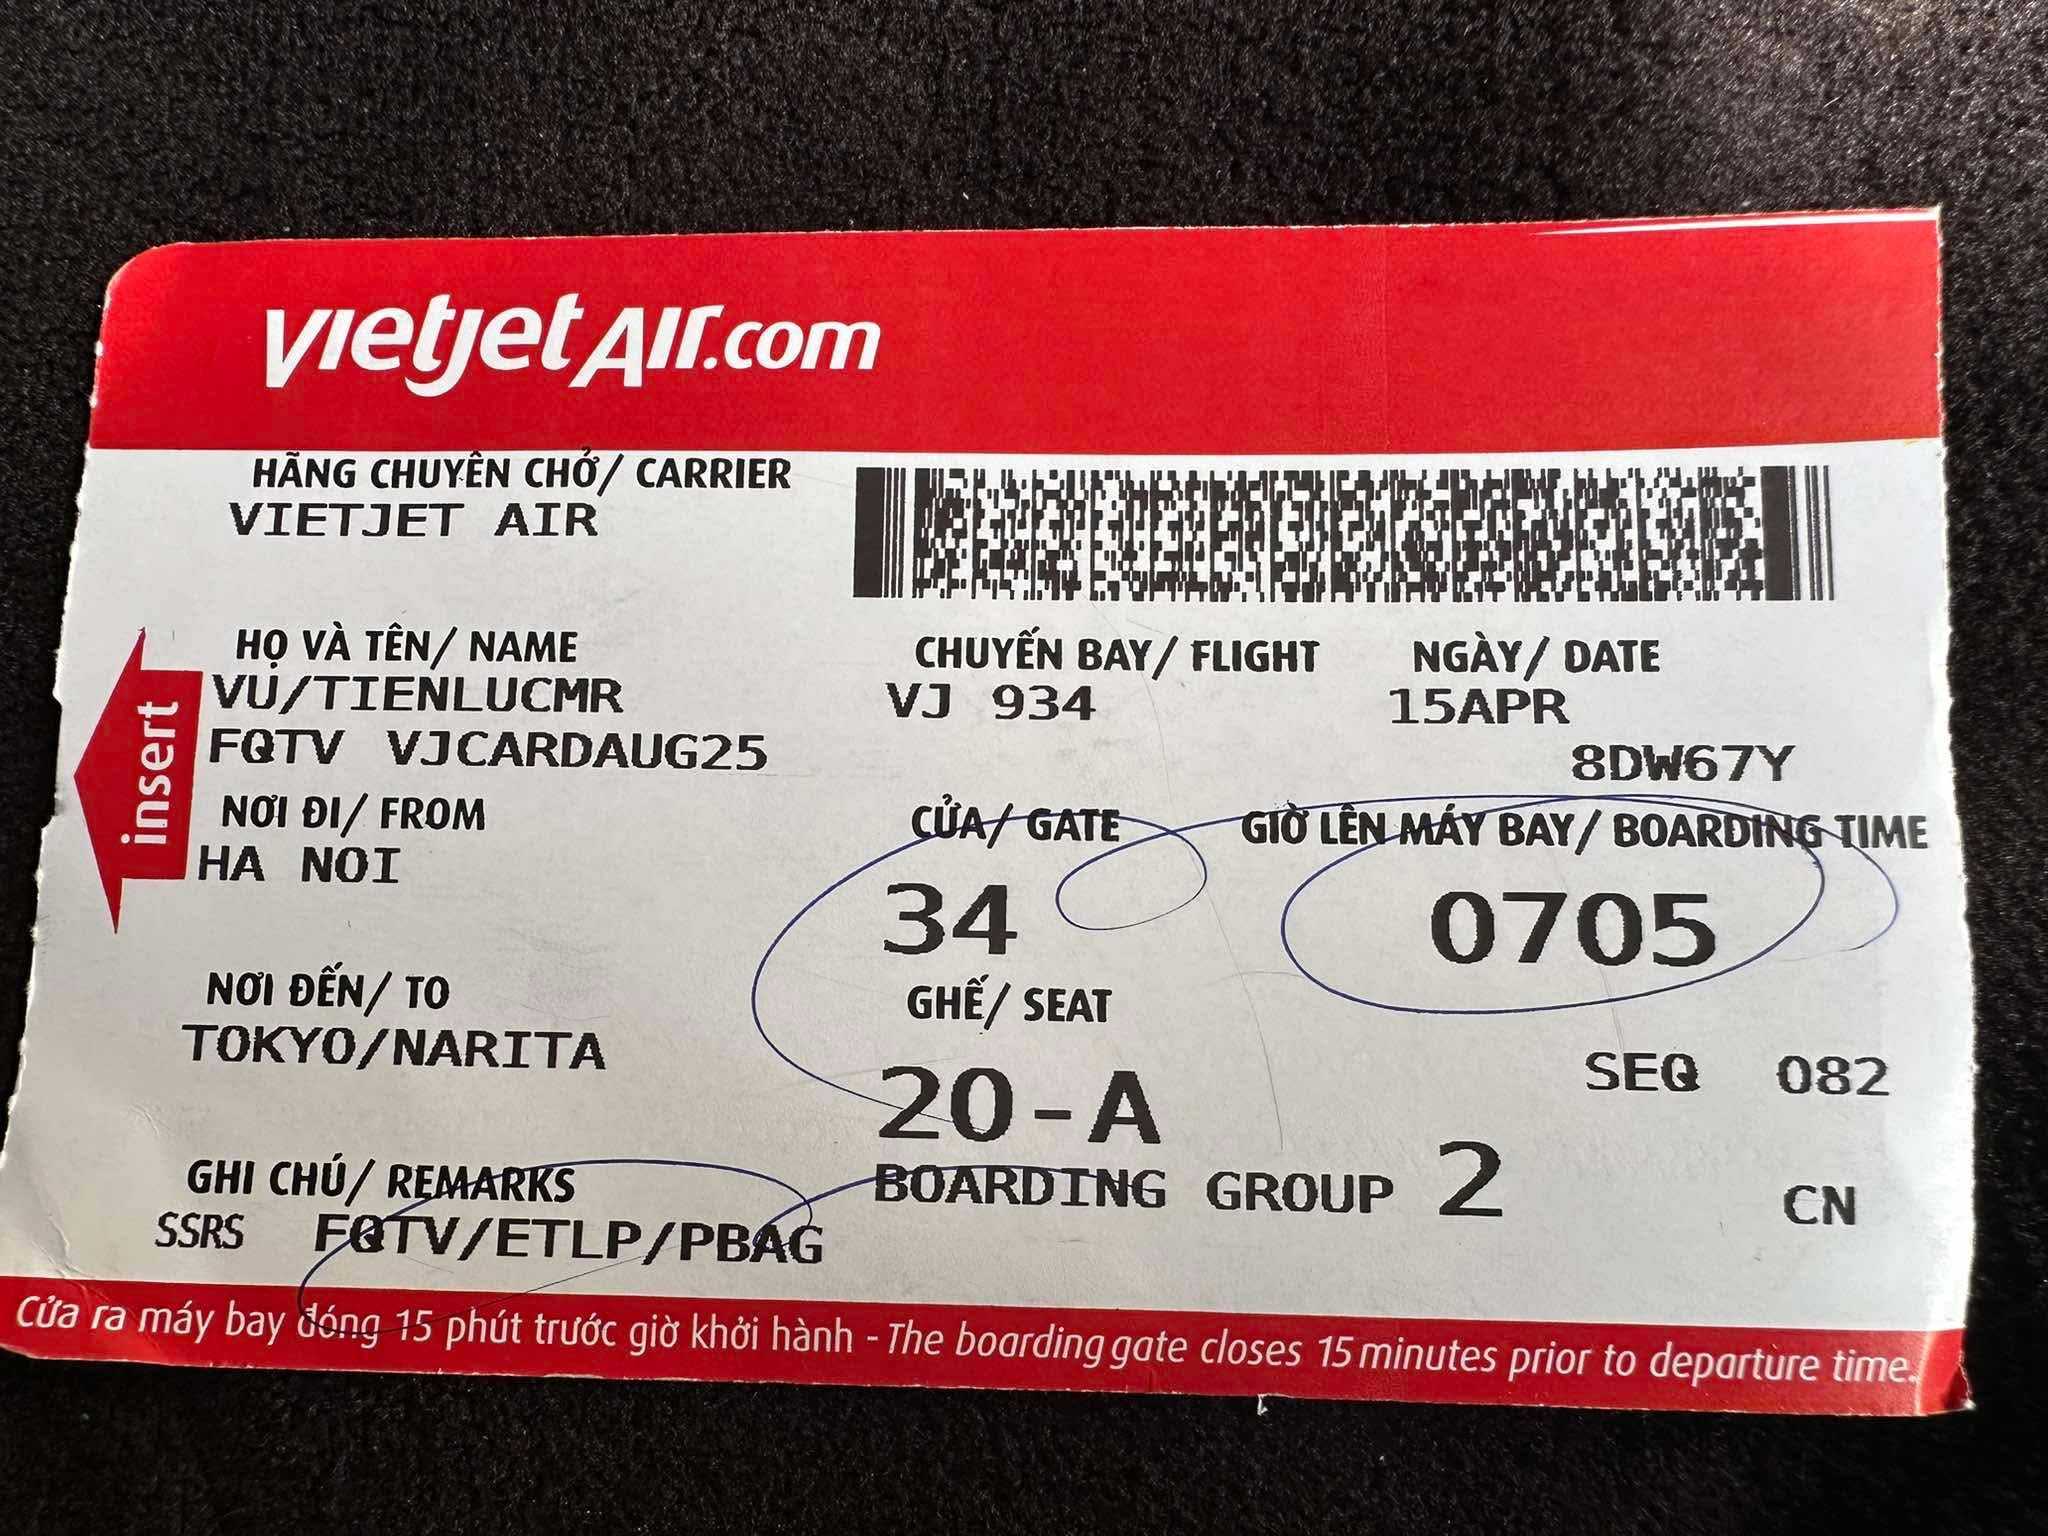 vietjetAir.com
HÃNG CHUYÊN CHỞ/ CARRIER
VIETJET AIR
HỌ VÀ TÊN/ NAME
VU/TIENLUCMR
FQTV VJCARDAUG25
CHUYẾN BAY/ FLIGHT
VJ 934
NGÀY/ DATE
15APR
8DW67Y
insert
NƠI ĐI/ FROM
HA NOI
CỬA/ GATE
34
GIỜ LÊN MÁY BAY/ BOARDING TIME
0705
NƠI ĐẾN/ TO
TOKYO/NARITA
GHẾ/ SEAT
20-A
SEQ 082
GHI CHÚ/ REMARKS
SSRS FQTV/ETLP/PBAG
BOARDING GROUP 2
CN
Cửa ra máy bay đóng 15 phút trước giờ khởi hành - The boarding gate closes 15 minutes prior to departure time.